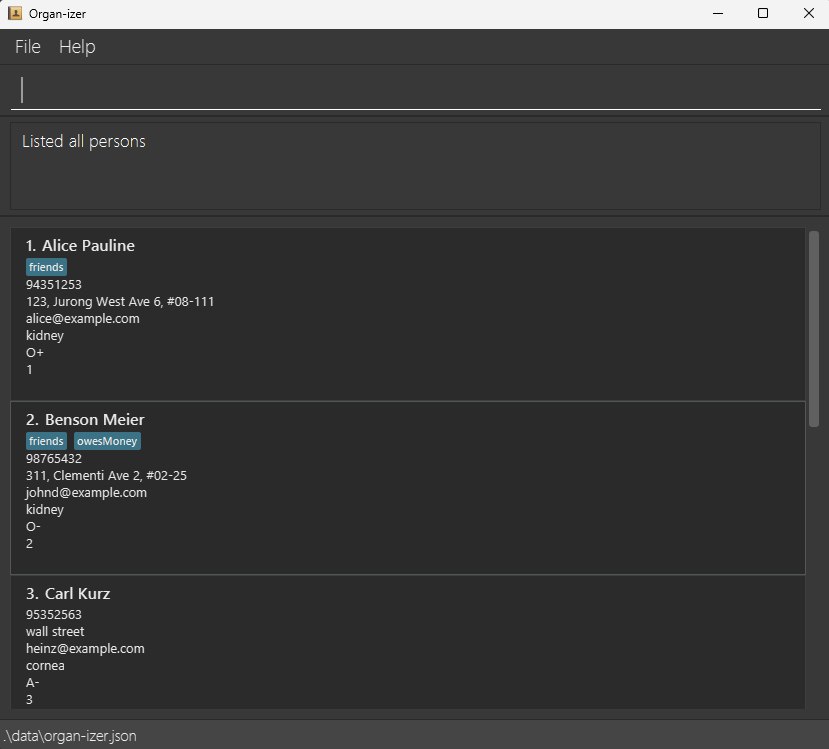 Organ-izer
File Help
Listed all persons
1. Alice Pauline
friends
94351253
123, Jurong West Ave 6, #08-111
alice@example.com
kidney
O+
1
2. Benson Meier
friends owesMoney
98765432
311, Clementi Ave 2, #02-25
johnd@example.com
kidney
O-
2
3. Carl Kurz
95352563
wall street
heinz@example.com
cornea
A-
3
.\data\organ-izer.json